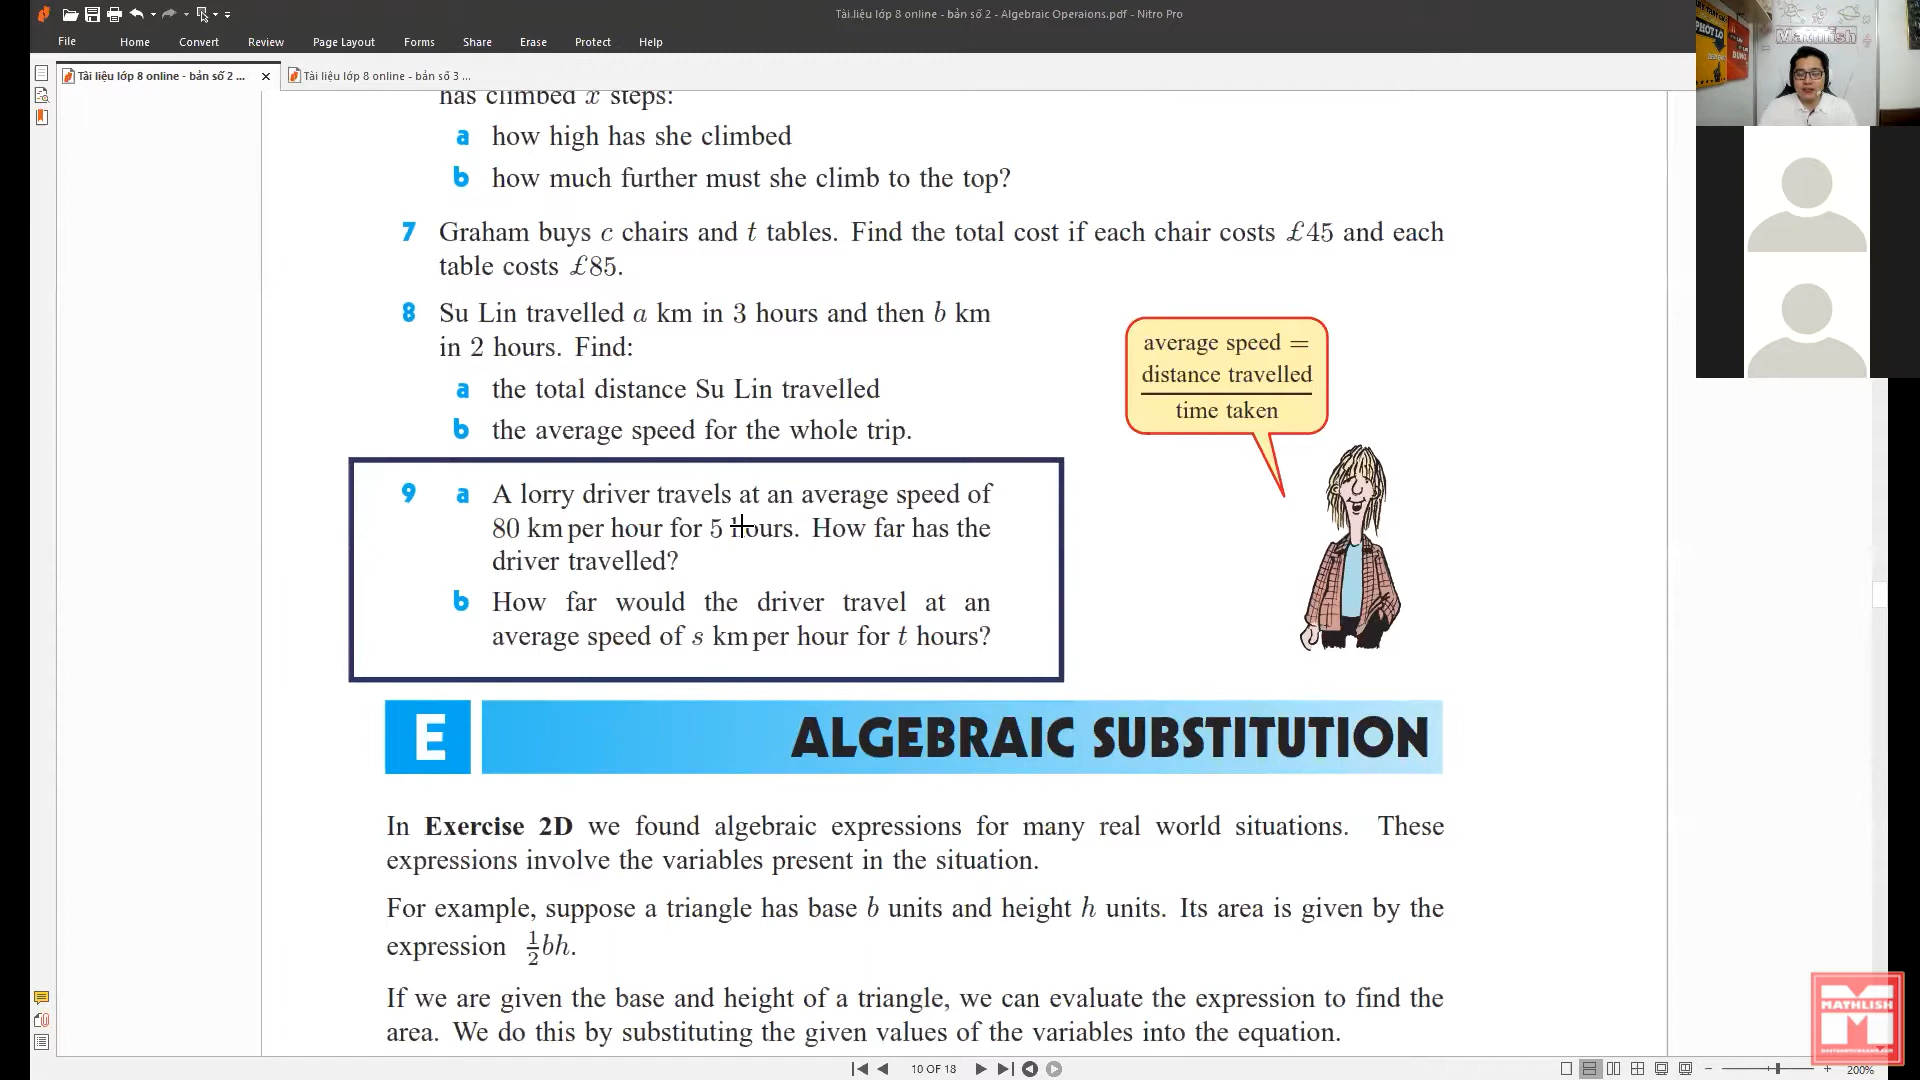 Tài.liệu lớp 8 online - bản số 2 - Algebraic Operaions.pdf - Nitro Pro
File Home Convert Review Page Layout Forms Share Erase Protect Help
Tài liệu lớp 8 online - bản số 2 ... × Tài liệu lớp 8 online - bản số 3 ...
has climbed x steps:
a how high has she climbed
b how much further must she climb to the top?
7 Graham buys c chairs and t tables. Find the total cost if each chair costs £45 and each
table costs £85.
8 Su Lin travelled a km in 3 hours and then b km
in 2 hours. Find:
a the total distance Su Lin travelled
b the average speed for the whole trip.
average speed =
distance travelled
time taken
9 a A lorry driver travels at an average speed of
80 km per hour for 5 hours. How far has the
driver travelled?
b How far would the driver travel at an
average speed of s km per hour for t hours?
E ALGEBRAIC SUBSTITUTION
In Exercise 2D we found algebraic expressions for many real world situations. These
expressions involve the variables present in the situation.
For example, suppose a triangle has base b units and height h units. Its area is given by the
expression ½bh.
If we are given the base and height of a triangle, we can evaluate the expression to find the
area. We do this by substituting the given values of the variables into the equation.
10 OF 18
200%
Mathlish
MATHLISH